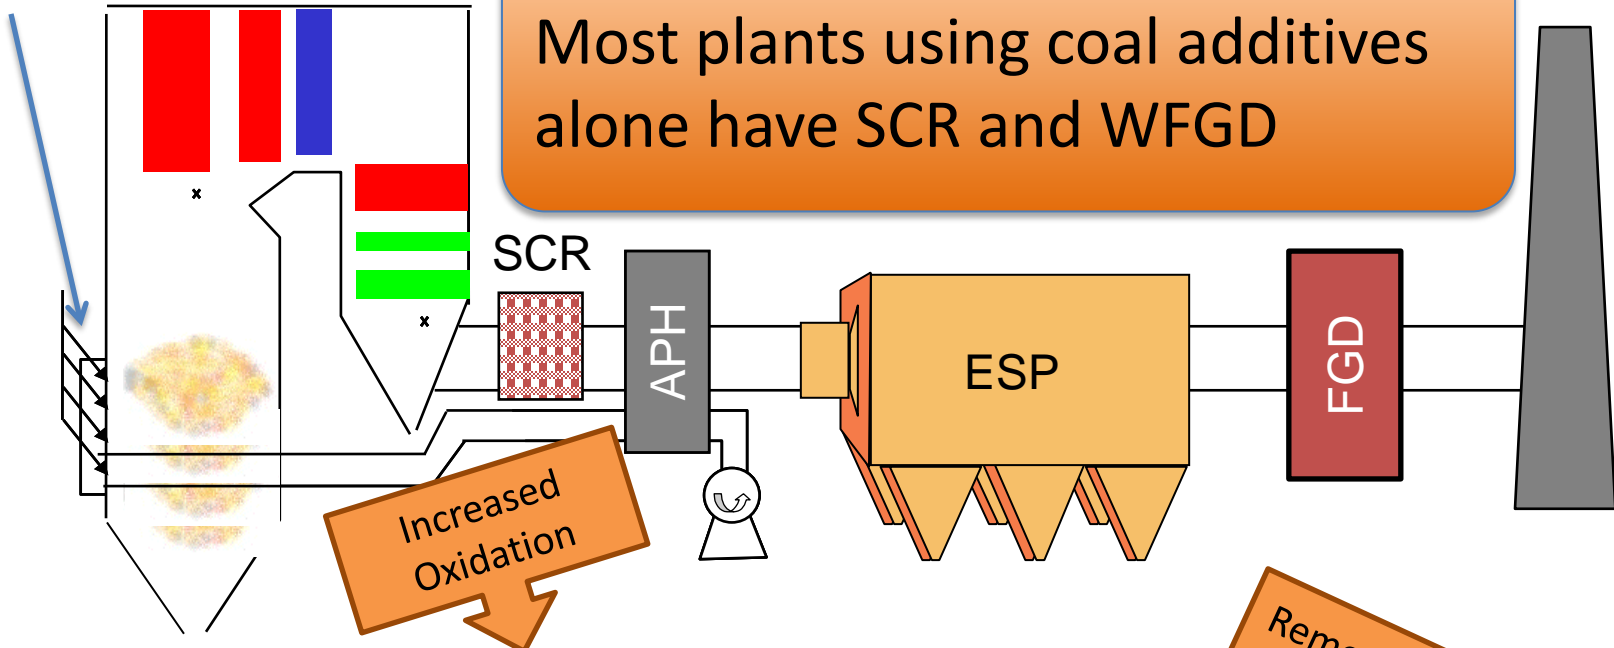 Most plants using coal additives
alone have SCR and WFGD
SCR
APH
ESP
FGD
Increased
Oxidation